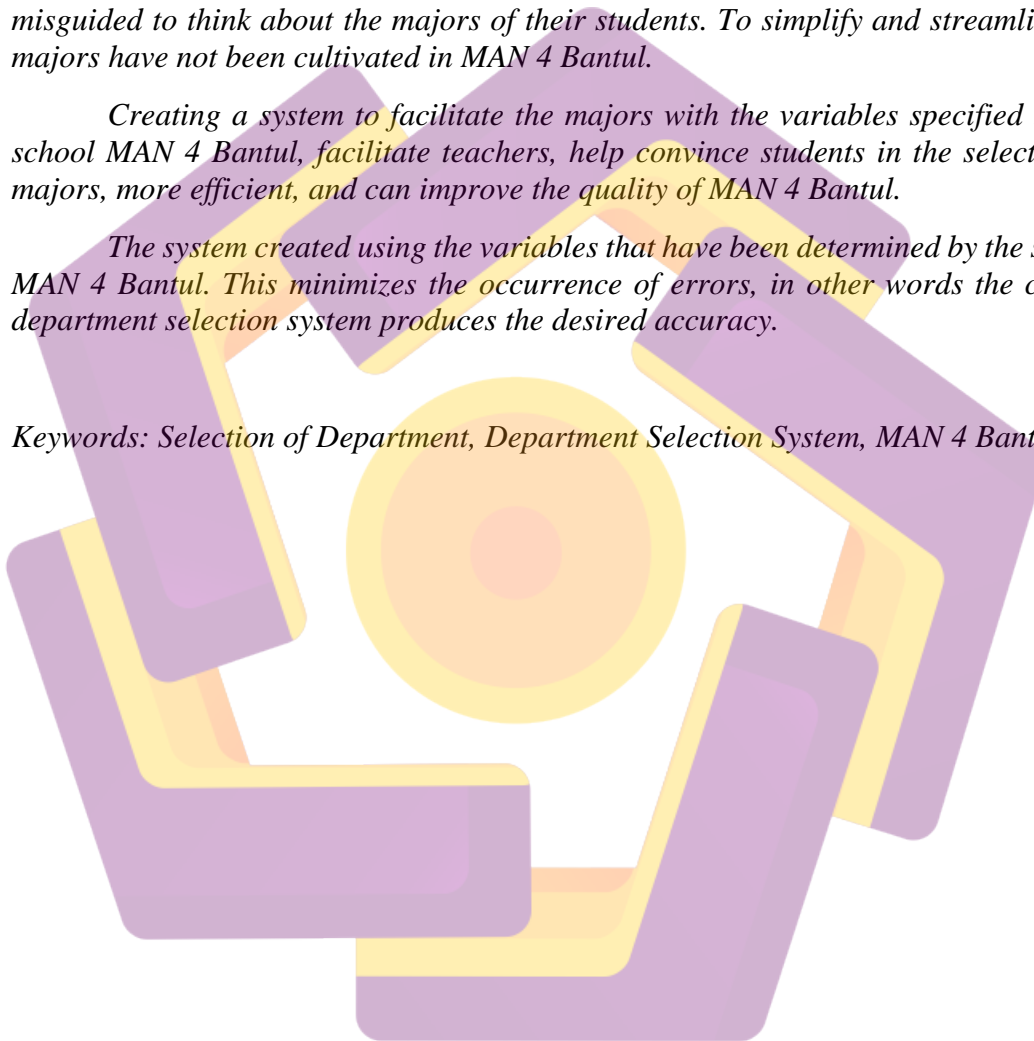 misguided to think about the majors of their students. To simplify and streamli
majors have not been cultivated in MAN 4 Bantul.
Creating a system to facilitate the majors with the variables specified
school MAN 4 Bantul, facilitate teachers, help convince students in the select
majors, more efficient, and can improve the quality of MAN 4 Bantul.
The system created using the variables that have been determined by the s
MAN 4 Bantul. This minimizes the occurrence of errors, in other words the c
department selection system produces the desired accuracy.
Keywords: Selection of Department, Department Selection System, MAN 4 Bant